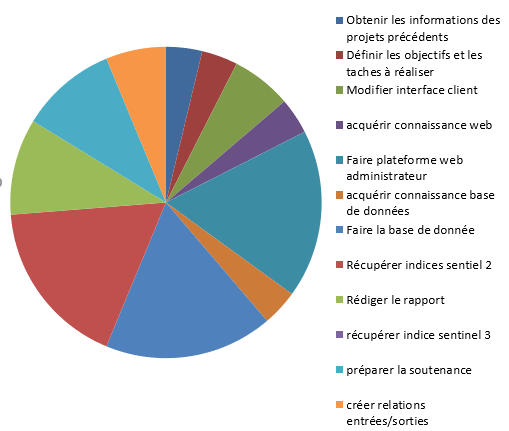 Obtenir les informations des
projets précédents
Définir les objectifs et les
taches à réaliser
Modifier interface client
acquérir connaissance web
Faire plateforme web
administrateur
acquérir connaissance base
de données
Faire la base de donnée
Récupérer indices sentiel 2
Rédiger le rapport
récupérer indice sentinel 3
préparer la soutenance
créer relations
entrées/sorties